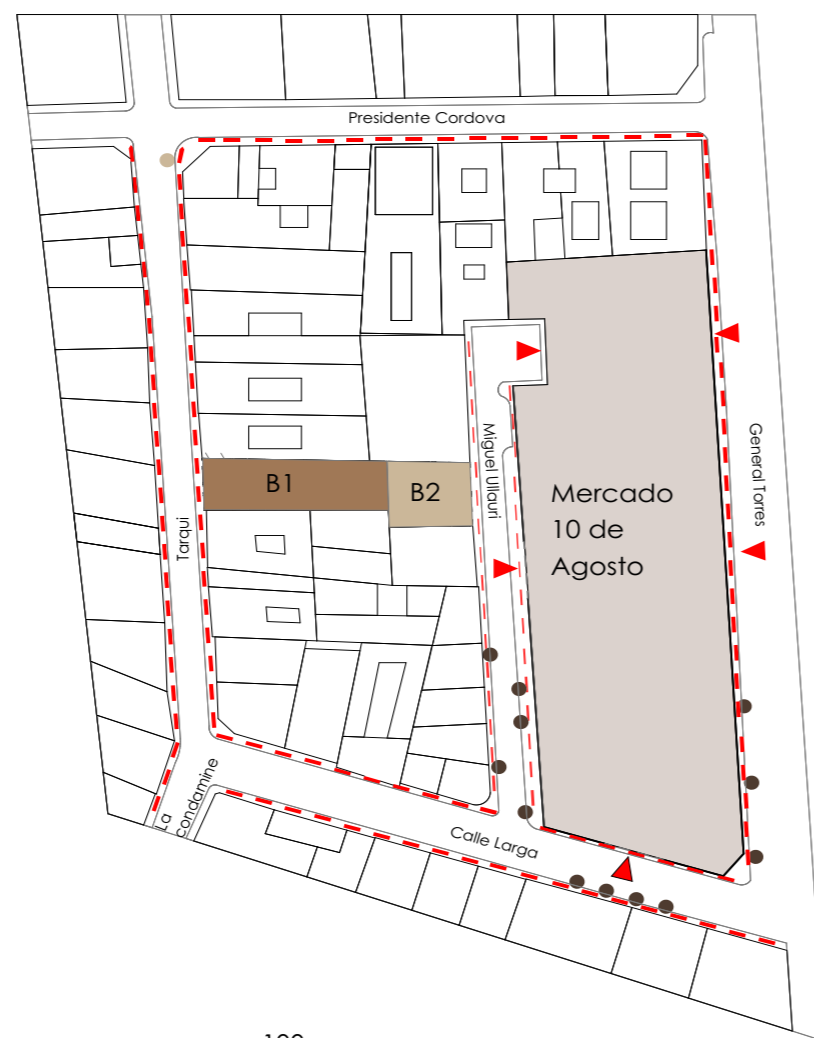 Presidente Cordova
Miguel Ullauri
General Torres
B1
B2
Mercado
10 de
Agosto
Tarqui
La
condamine
Calle Larga